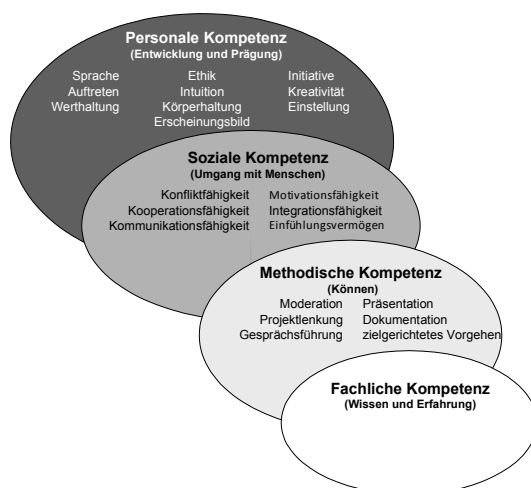 Personale Kompetenz
(Entwicklung und Prägung)
Sprache Ethik Initiative
Auftreten Intuition Kreativität
Werthaltung Körperhaltung Einstellung
Erscheinungsbild
Soziale Kompetenz
(Umgang mit Menschen)
Konfliktfähigkeit Motivationsfähigkeit
Kooperationsfähigkeit Integrationsfähigkeit
Kommunikationsfähigkeit Einfühlungsvermögen
Methodische Kompetenz
(Können)
Moderation Präsentation
Projektlenkung Dokumentation
Gesprächsführung zielgerichtetes Vorgehen
Fachliche Kompetenz
(Wissen und Erfahrung)